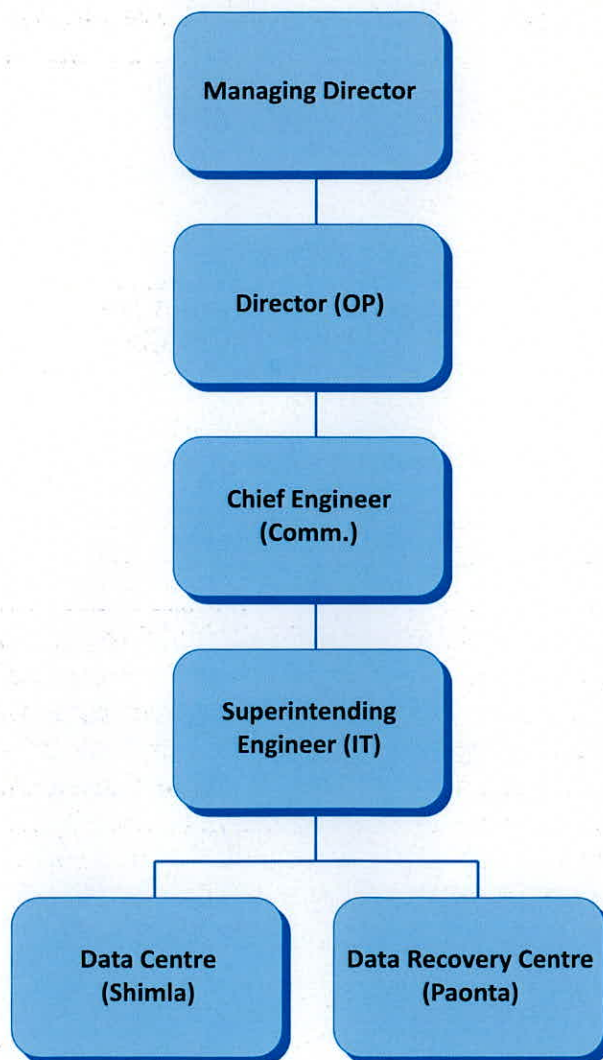 Managing Director
Director (OP)
Chief Engineer
(Comm.)
Superintending
Engineer (IT)
Data Centre
(Shimla)
Data Recovery Centre
(Paonta)